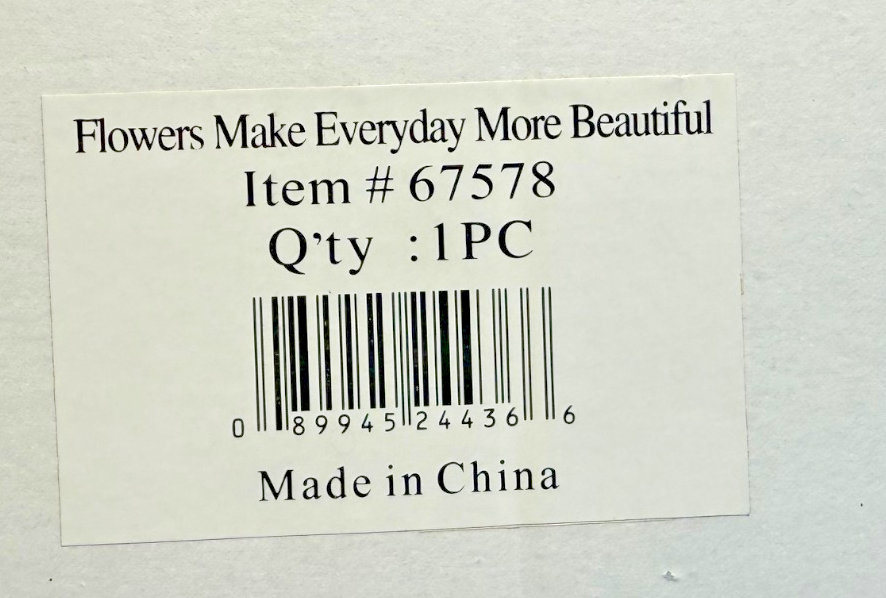 Flowers Make Everyday More Beautiful
Item # 67578
Q'ty :1PC
0 89945 24436 6
Made in China